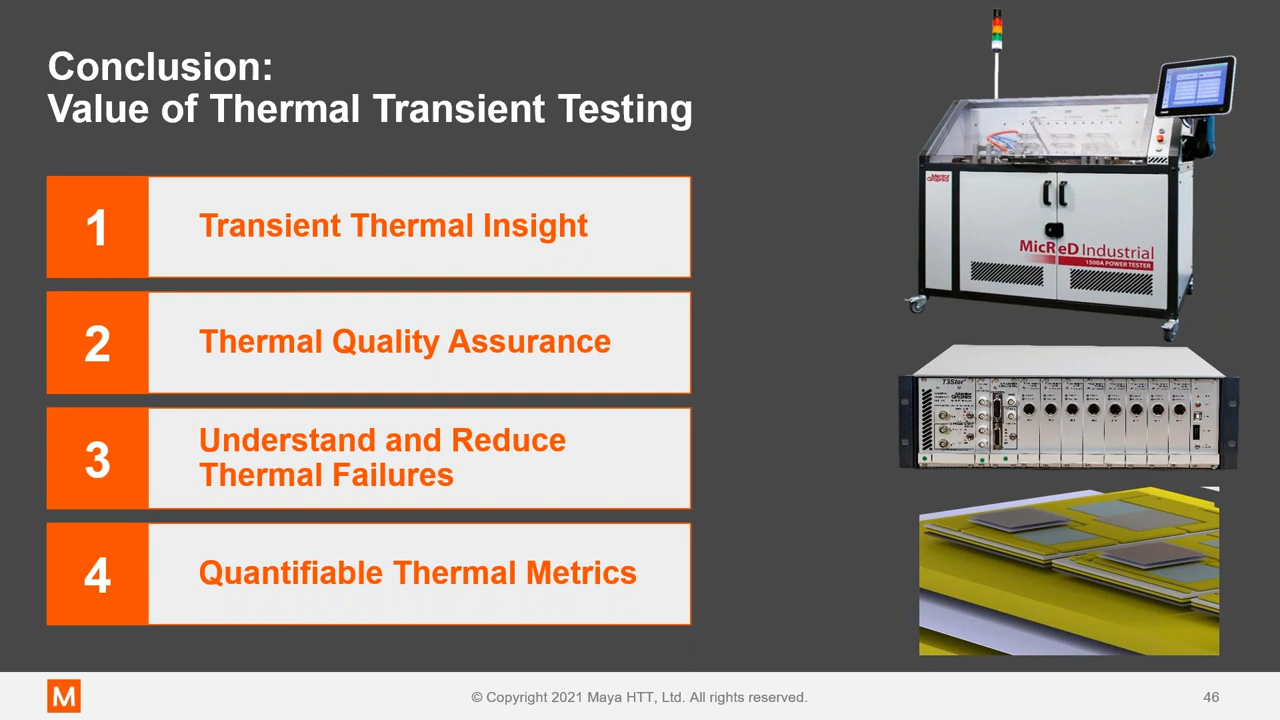 Conclusion:
Value of Thermal Transient Testing
1
Transient Thermal Insight
2
Thermal Quality Assurance
3
Understand and Reduce
Thermal Failures
4
Quantifiable Thermal Metrics
Mentor
Graphics
MicReD Industrial
1500A POWER TESTER
T3Ster
M
© Copyright 2021 Maya HTT, Ltd. All rights reserved.
46